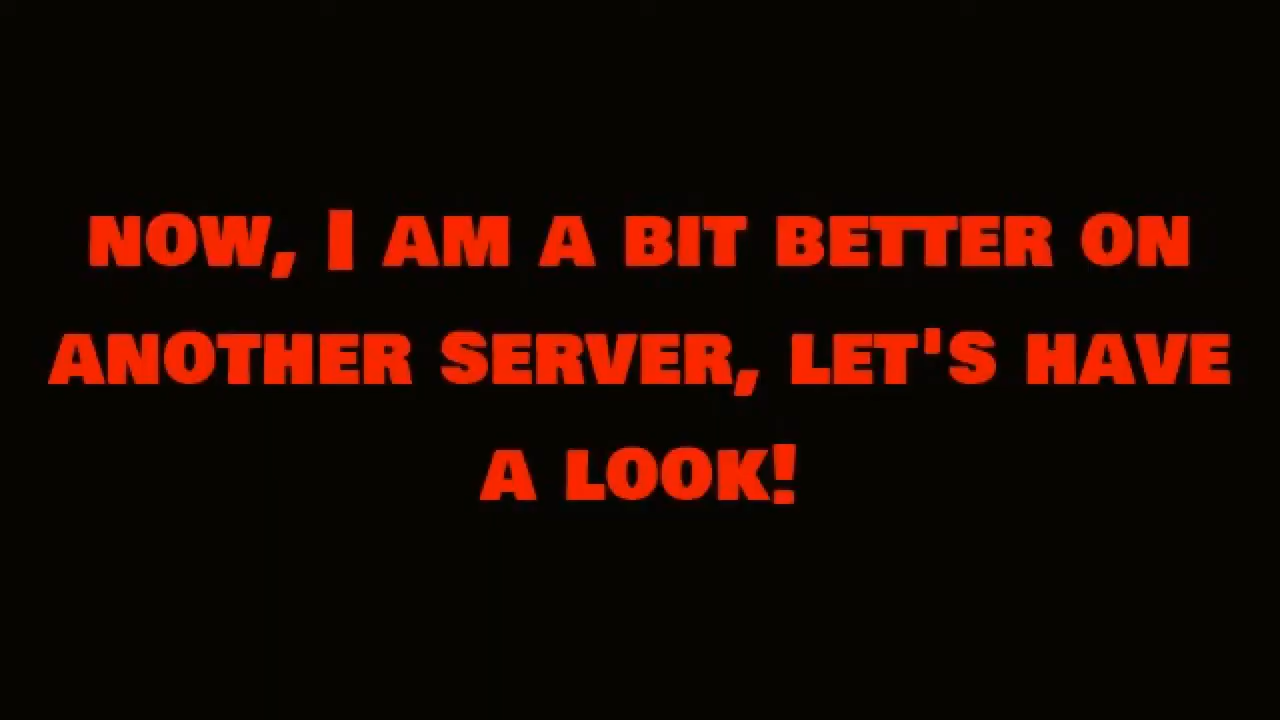 NOW, I AM A BIT BETTER ON
ANOTHER SERVER, LET'S HAVE
A LOOK!